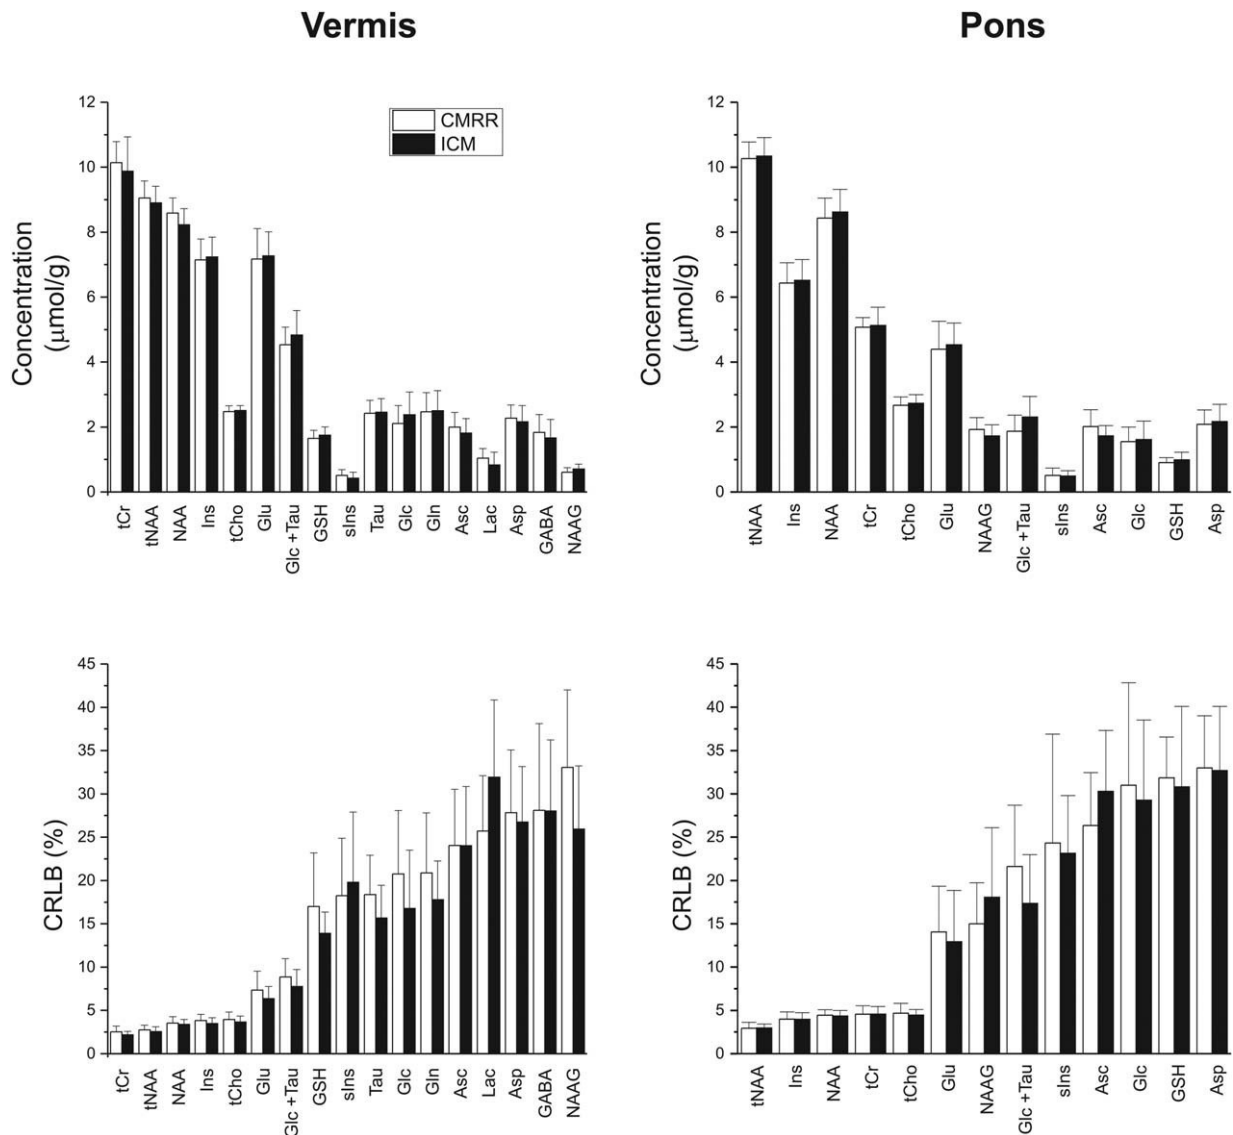 Vermis
Pons
12
10
8
6
4
2
0
Concentration
(μmol/g)
CMRR
ICM
tCr
tNAA
NAA
Ins
tCho
Glu
Glc +Tau
GSH
sIns
Tau
Glc
Gln
Asc
Lac
Asp
GABA
NAAG
12
10
8
6
4
2
0
Concentration
(μmol/g)
tNAA
Ins
NAA
tCr
tCho
Glu
NAAG
Glc +Tau
sIns
Asc
Glc
GSH
Asp
45
40
35
30
25
20
15
10
5
0
CRLB (%)
tCr
tNAA
NAA
Ins
tCho
Glu
Glc +Tau
GSH
sIns
Tau
Glc
Gln
Asc
Lac
Asp
GABA
NAAG
45
40
35
30
25
20
15
10
5
0
CRLB (%)
tNAA
Ins
NAA
tCr
tCho
Glu
NAAG
Glc +Tau
sIns
Asc
Glc
GSH
Asp